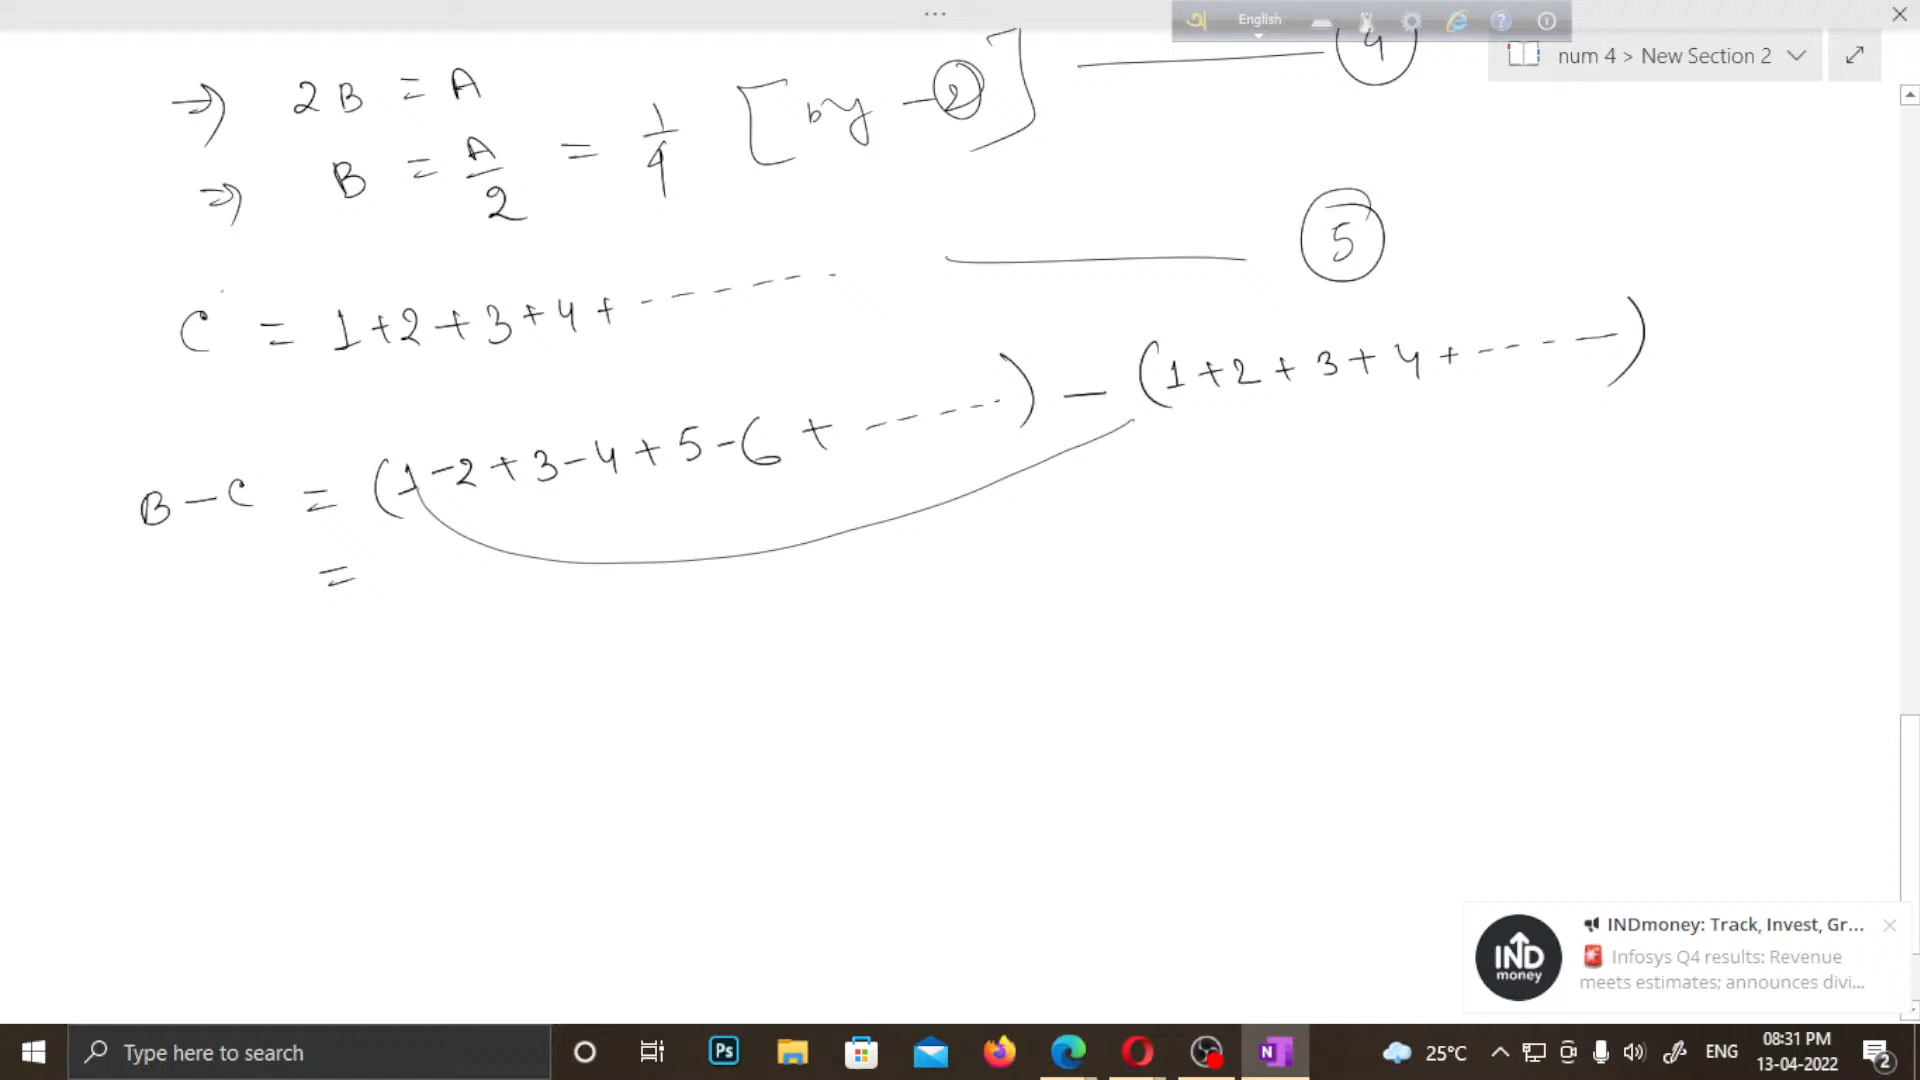 English
num 4 > New Section 2
⇒ 2B = A
⇒ B = A/2 = 1/4 [by -②] ——— ④
C = 1+2+3+4+ ------- ——— ⑤
B - C = (1-2+3-4+5-6+ ------) - (1+2+3+4+ -----)
=
INDmoney: Track, Invest, Gr...
Infosys Q4 results: Revenue
meets estimates; announces divi...
IND
money
Type here to search
Ps
N
25°C
ENG
08:31 PM
13-04-2022
2